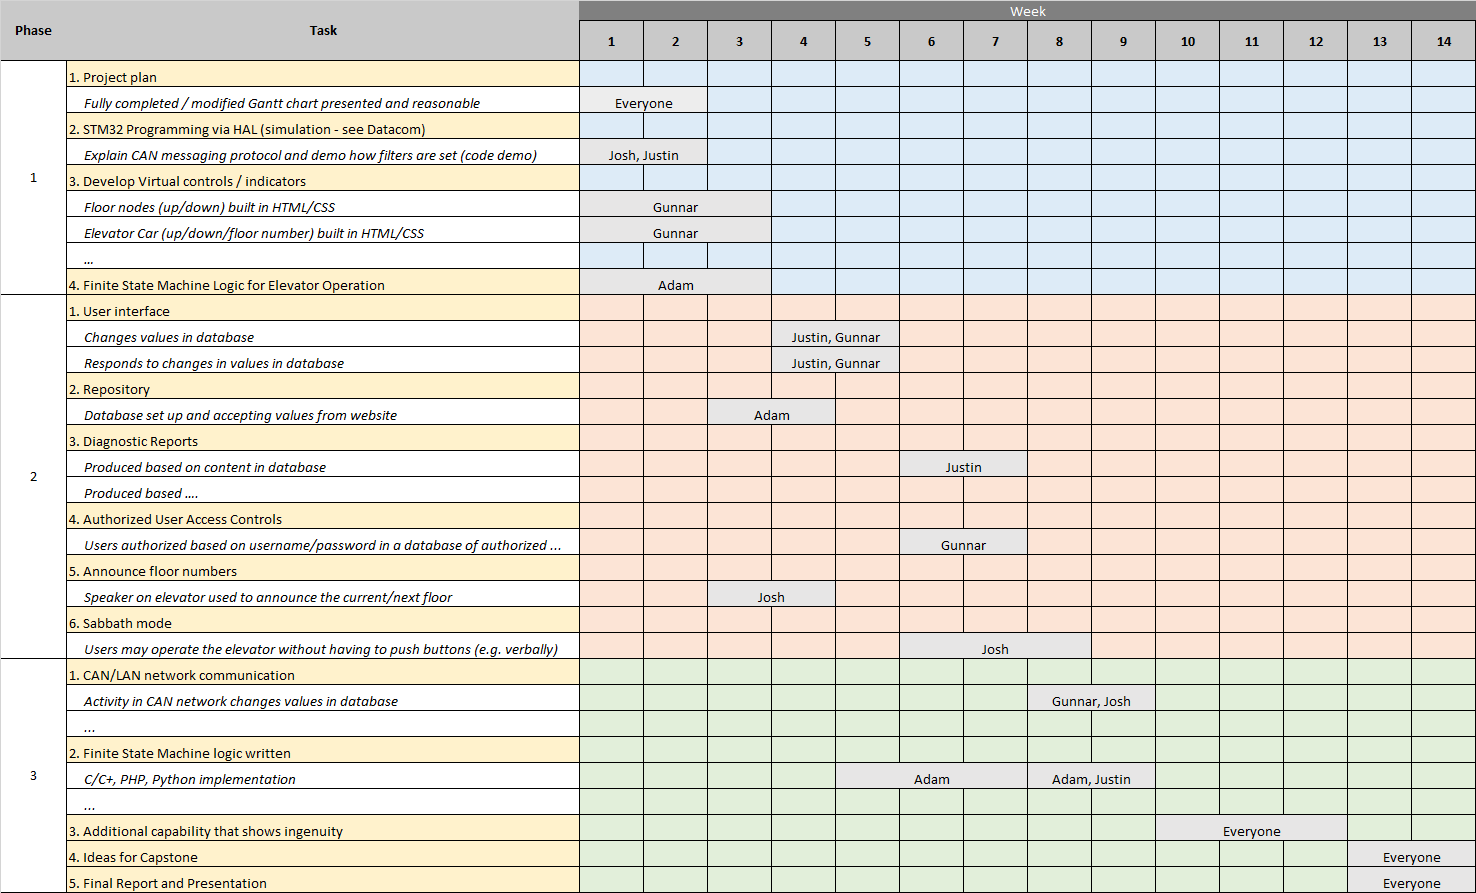 Week
Phase Task 1 2 3 4 5 6 7 8 9 10 11 12 13 14
1. Project plan
Fully completed / modified Gantt chart presented and reasonable Everyone
2. STM32 Programming via HAL (simulation - see Datacom)
Explain CAN messaging protocol and demo how filters are set (code demo) Josh, Justin
1 3. Develop Virtual controls / indicators
Floor nodes (up/down) built in HTML/CSS Gunnar
Elevator Car (up/down/floor number) built in HTML/CSS Gunnar
...
4. Finite State Machine Logic for Elevator Operation Adam
1. User interface
Changes values in database Justin, Gunnar
Responds to changes in values in database Justin, Gunnar
2. Repository
Database set up and accepting values from website Adam
3. Diagnostic Reports
Produced based on content in database Justin
2 Produced based ....
4. Authorized User Access Controls
Users authorized based on username/password in a database of authorized ... Gunnar
5. Announce floor numbers
Speaker on elevator used to announce the current/next floor Josh
6. Sabbath mode
Users may operate the elevator without having to push buttons (e.g. verbally) Josh
1. CAN/LAN network communication
Activity in CAN network changes values in database Gunnar, Josh
...
2. Finite State Machine logic written
3 C/C+, PHP, Python implementation Adam Adam, Justin
...
3. Additional capability that shows ingenuity Everyone
4. Ideas for Capstone Everyone
5. Final Report and Presentation Everyone